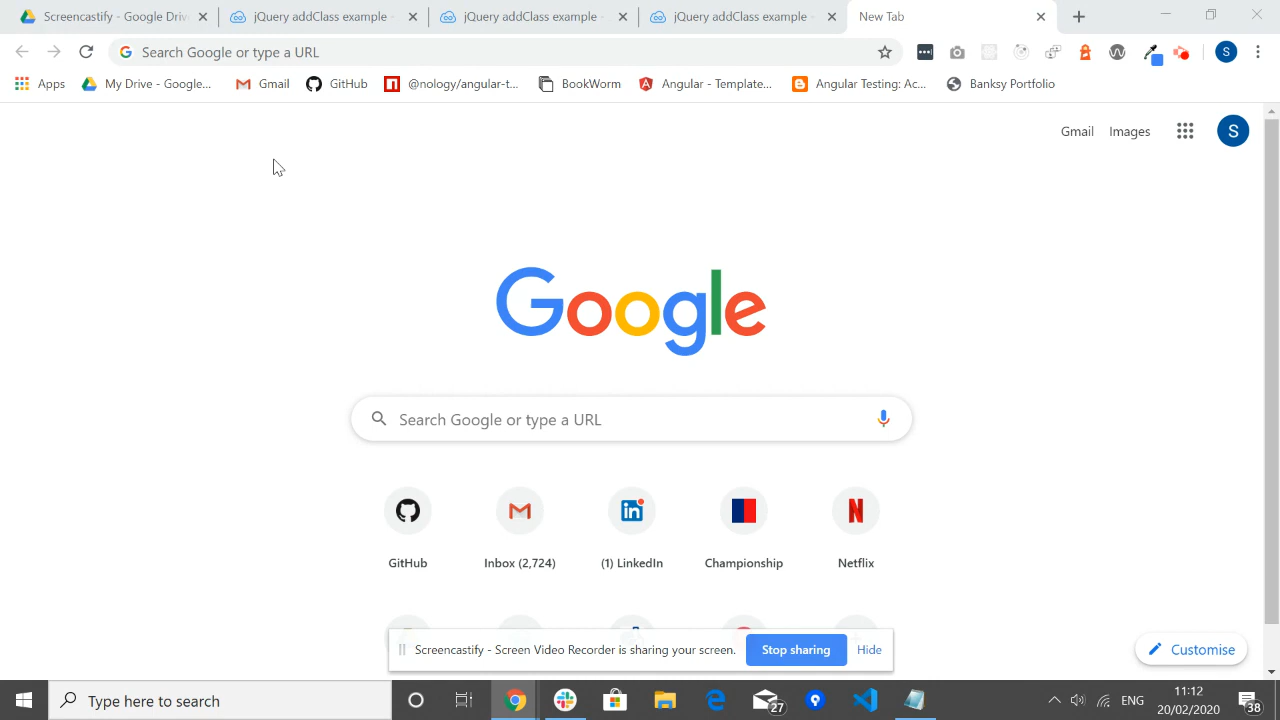 Screencastify - Google Driv
jQuery addClass example -
jQuery addClass example -
jQuery addClass example -
New Tab
Search Google or type a URL
S
Apps
My Drive - Google...
Gmail
GitHub
@nology/angular-t...
BookWorm
Angular - Template...
Angular Testing: Ac...
Banksy Portfolio
Gmail
Images
S
Google
Search Google or type a URL
GitHub
Inbox (2,724)
(1) LinkedIn
Championship
Netflix
Screencastify - Screen Video Recorder is sharing your screen.
Stop sharing
Hide
Customise
Type here to search
27
ENG
11:12
20/02/2020
38